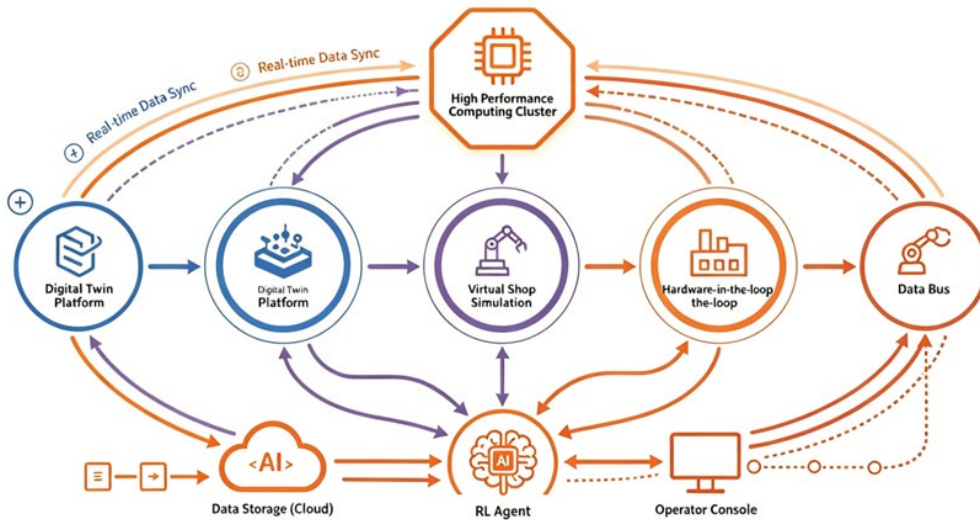 Real-time Data Sync
Real-time Data Sync
High Performance
Computing Cluster
Digital Twin
Platform
Digital Twin
Platform
Virtual Shop
Simulation
Hardware-in-the-loop
the-loop
Data Bus
<AI>
Data Storage (Cloud)
AI
RL Agent
Operator Console